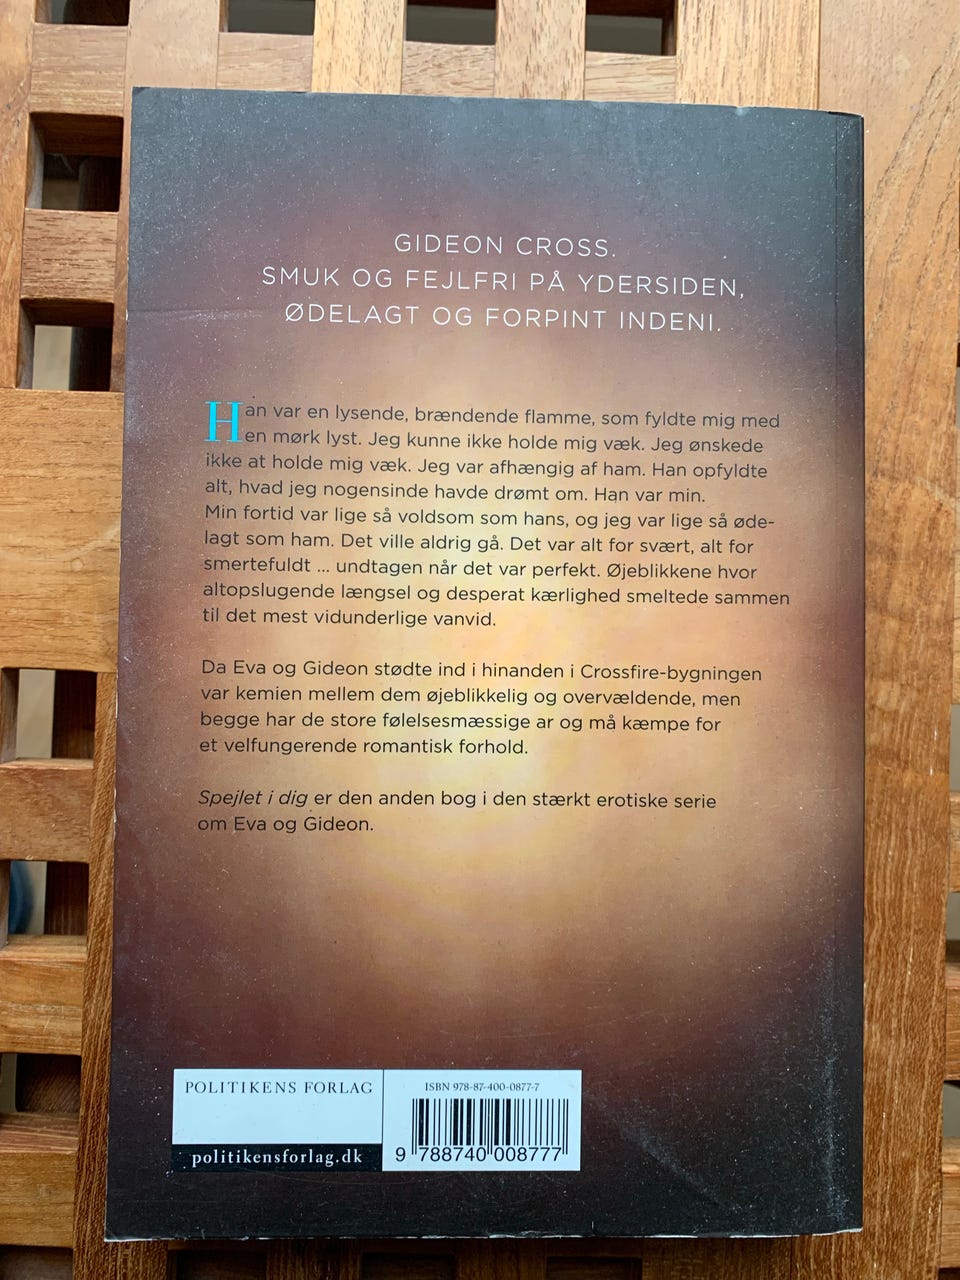 GIDEON CROSS.
SMUK OG FEJLFRI PÅ YDERSIDEN,
ØDELAGT OG FORPINT INDENI.
Han var en lysende, brændende flamme, som fyldte mig med
en mørk lyst. Jeg kunne ikke holde mig væk. Jeg ønskede
ikke at holde mig væk. Jeg var afhængig af ham. Han opfyldte
alt, hvad jeg nogensinde havde drømt om. Han var min.
Min fortid var lige så voldsom som hans, og jeg var lige så øde-
lagt som ham. Det ville aldrig gå. Det var alt for svært, alt for
smertefuldt ... undtagen når det var perfekt. Øjeblikkene hvor
altopslugende længsel og desperat kærlighed smeltede sammen
til det mest vidunderlige vanvid.
Da Eva og Gideon stødte ind i hinanden i Crossfire-bygningen
var kemien mellem dem øjeblikkelig og overvældende, men
begge har de store følelsesmæssige ar og må kæmpe for
et velfungerende romantisk forhold.
Spejlet i dig er den anden bog i den stærkt erotiske serie
om Eva og Gideon.
POLITIKENS FORLAG
politikensforlag.dk
ISBN 978-87-400-0877-7
9 788740 008777